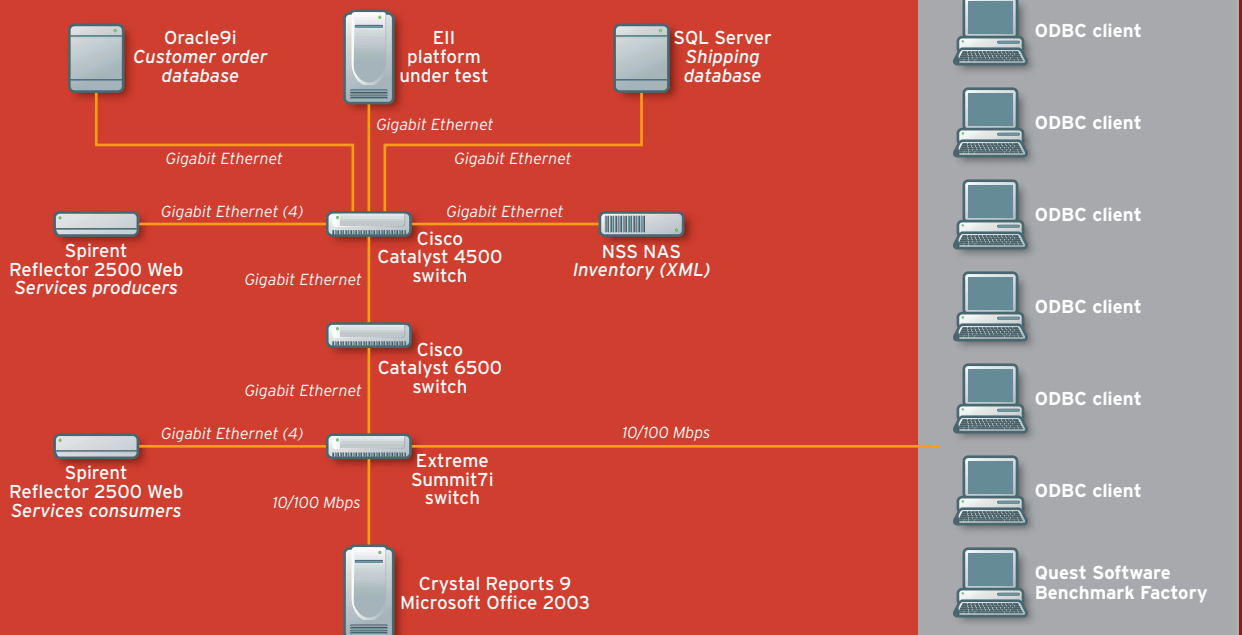 Oracle9i
Customer order
database
EII
platform
under test
SQL Server
Shipping
database
Gigabit Ethernet
Gigabit Ethernet
Gigabit Ethernet
Gigabit Ethernet (4)
Gigabit Ethernet
Spirent
Reflector 2500 Web
Services producers
Cisco
Catalyst 4500
switch
NSS NAS
Inventory (XML)
Gigabit Ethernet
Cisco
Catalyst 6500
switch
Gigabit Ethernet
Gigabit Ethernet (4)
10/100 Mbps
Spirent
Reflector 2500 Web
Services consumers
Extreme
Summit7i
switch
10/100 Mbps
Crystal Reports 9
Microsoft Office 2003
ODBC client
ODBC client
ODBC client
ODBC client
ODBC client
ODBC client
Quest Software
Benchmark Factory